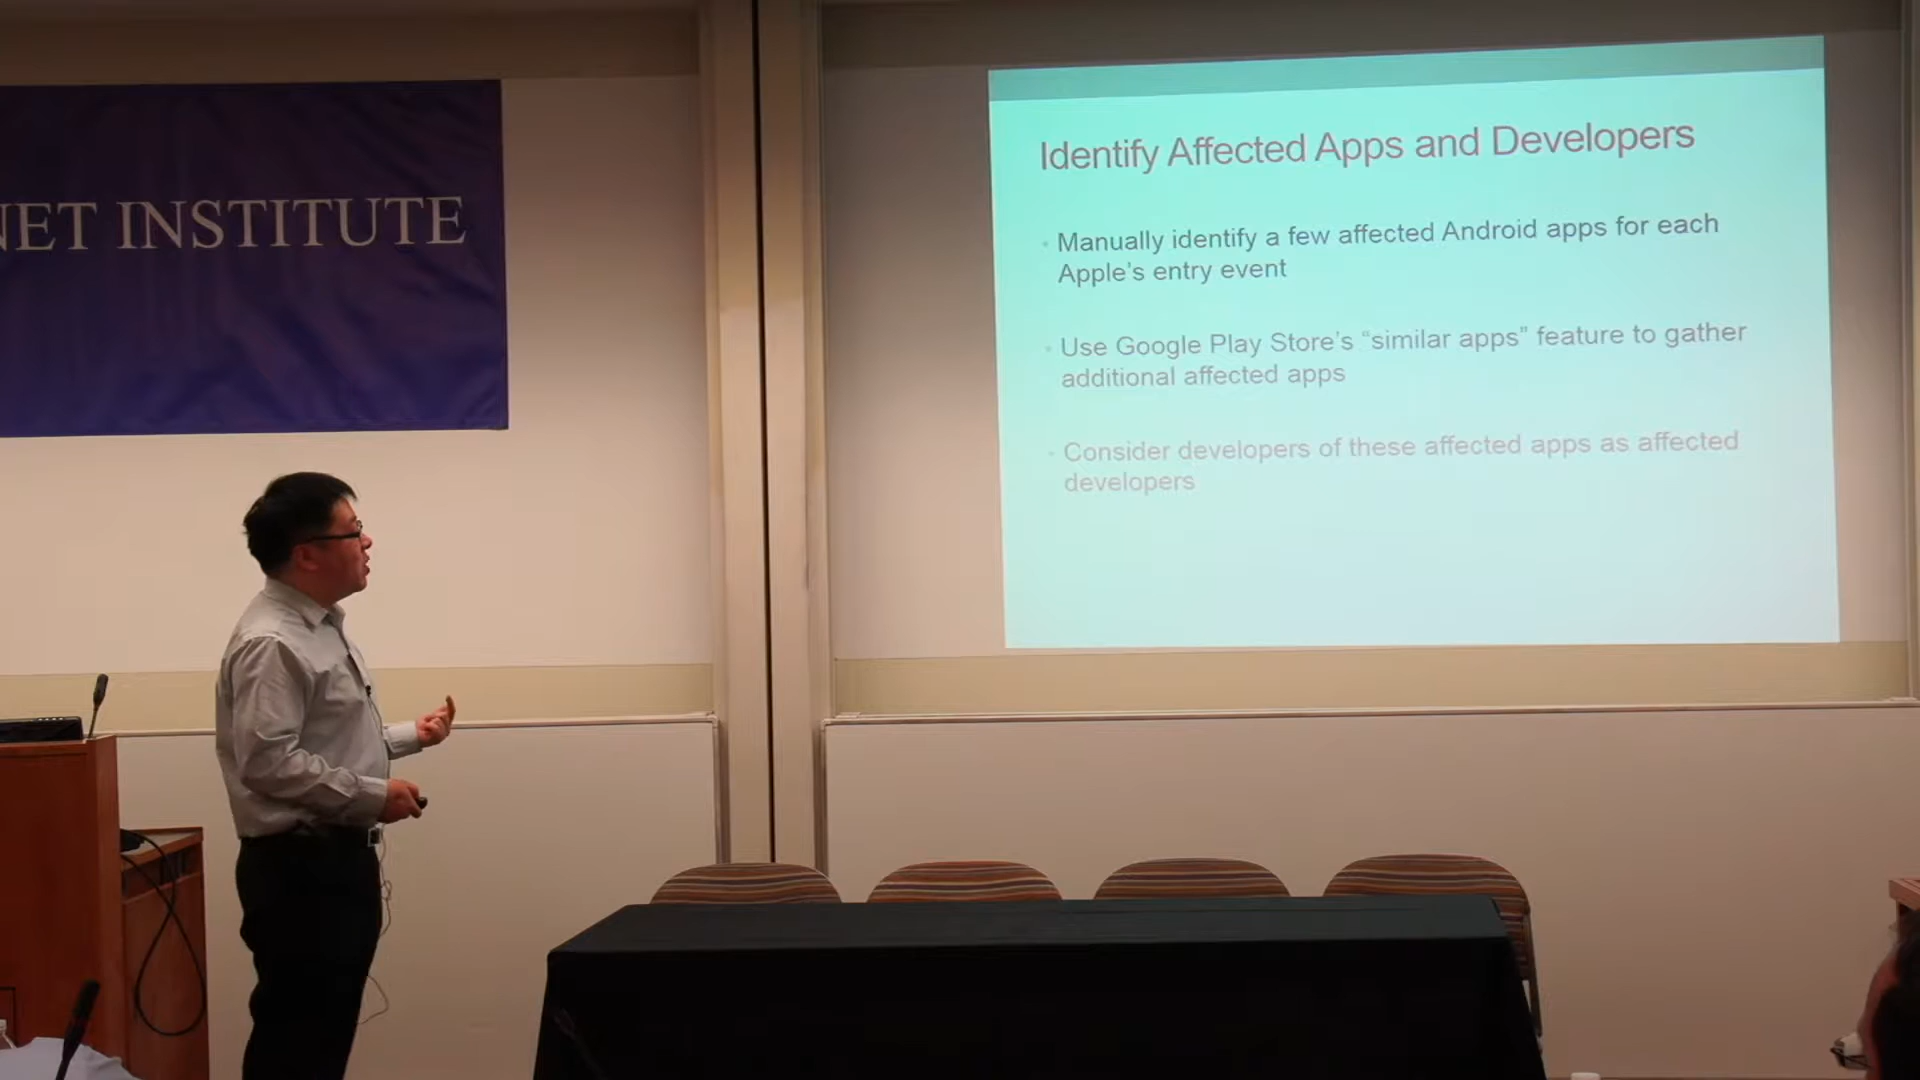 NET INSTITUTE
Identify Affected Apps and Developers
Manually identify a few affected Android apps for each
Apple's entry event
Use Google Play Store's “similar apps” feature to gather
additional affected apps
Consider developers of these affected apps as affected
developers